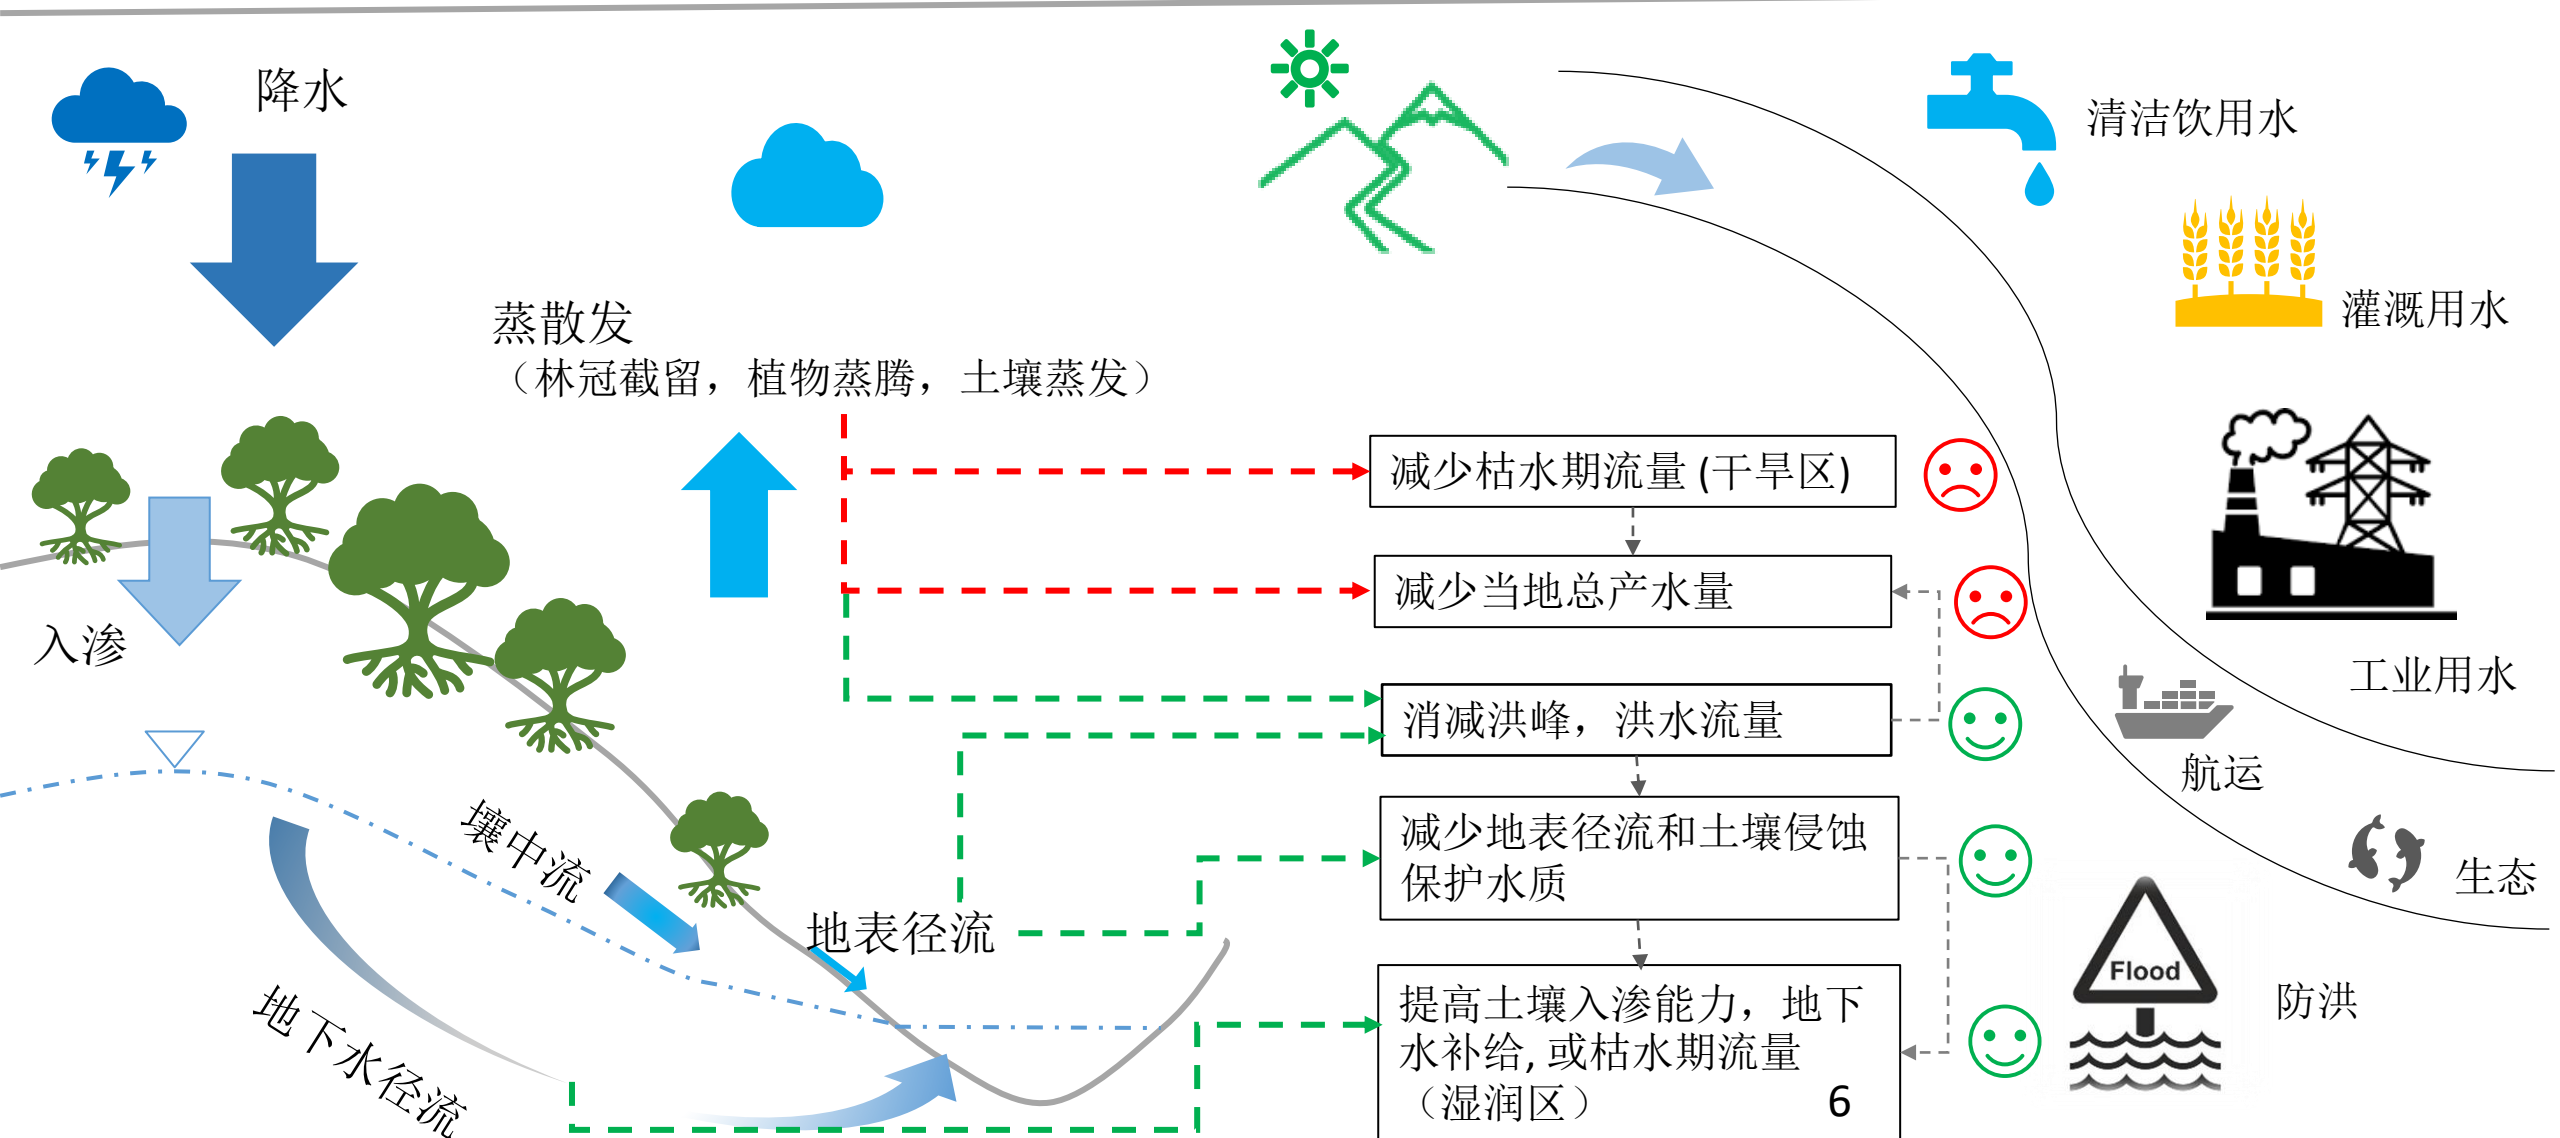 降水
清洁饮用水
灌溉用水
蒸散发
（林冠截留，植物蒸腾，土壤蒸发）
减少枯水期流量 (干旱区)
减少当地总产水量
入渗
工业用水
消减洪峰，洪水流量
航运
壤中流
减少地表径流和土壤侵蚀
保护水质
生态
地表径流
Flood
防洪
地下水径流
提高土壤入渗能力，地下
水补给, 或枯水期流量
（湿润区）
6